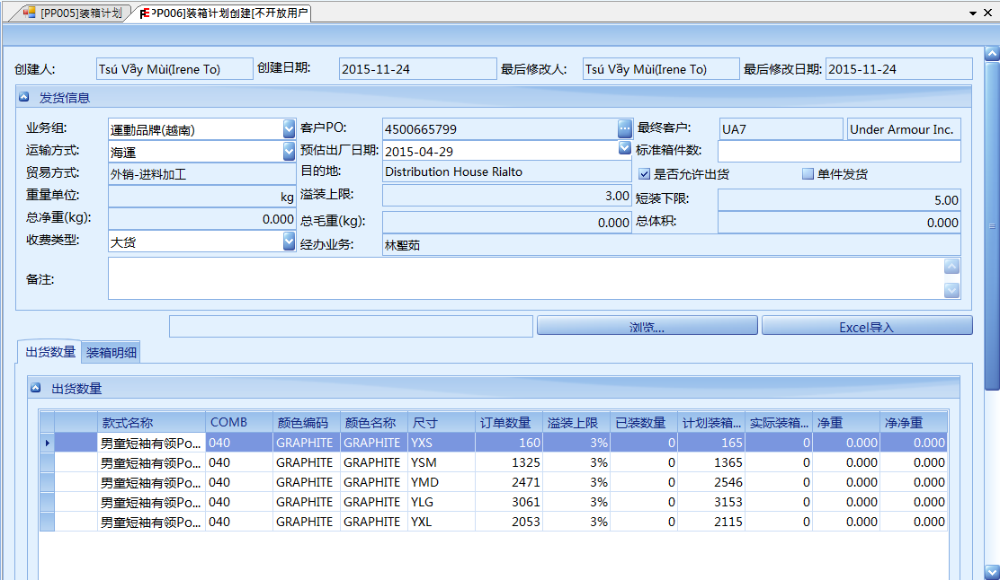 [PP005]装箱计划 [PP006]装箱计划创建[不开放用户
创建人: Tsú Vầy Mùi(Irene To) 创建日期: 2015-11-24 最后修改人: Tsú Vầy Mùi(Irene To) 最后修改日期: 2015-11-24
发货信息
业务组: 運動品牌(越南) 客户PO: 4500665799 ... 最终客户: UA7 Under Armour Inc.
运输方式: 海運 预估出厂日期: 2015-04-29 标准箱件数:
贸易方式: 外销-进料加工 目的地: Distribution House Rialto 是否允许出货 单件发货
重量单位: kg 溢装上限: 3.00 短装下限: 5.00
总净重(kg): 0.000 总毛重(kg): 0.000 总体积: 0.000
收费类型: 大货 经办业务: 林聖茹
备注:
浏览... Excel导入
出货数量 装箱明细
出货数量
款式名称 COMB 颜色编码 颜色名称 尺寸 订单数量 溢装上限 已装数量 计划装箱... 实际装箱... 净重 净净重
男童短袖有领Po... 040 GRAPHITE GRAPHITE YXS 160 3% 0 165 0 0.000 0.000
男童短袖有领Po... 040 GRAPHITE GRAPHITE YSM 1325 3% 0 1365 0 0.000 0.000
男童短袖有领Po... 040 GRAPHITE GRAPHITE YMD 2471 3% 0 2546 0 0.000 0.000
男童短袖有领Po... 040 GRAPHITE GRAPHITE YLG 3061 3% 0 3153 0 0.000 0.000
男童短袖有领Po... 040 GRAPHITE GRAPHITE YXL 2053 3% 0 2115 0 0.000 0.000